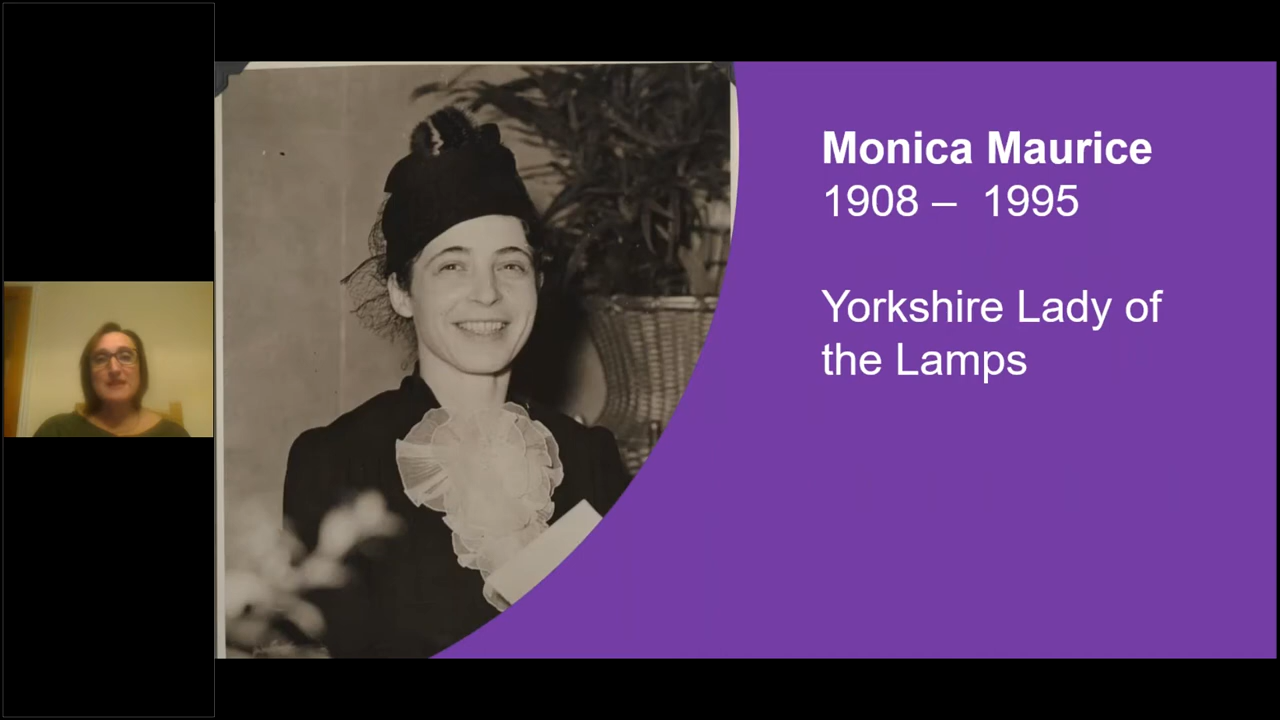 Monica Maurice
1908 – 1995
Yorkshire Lady of
the Lamps